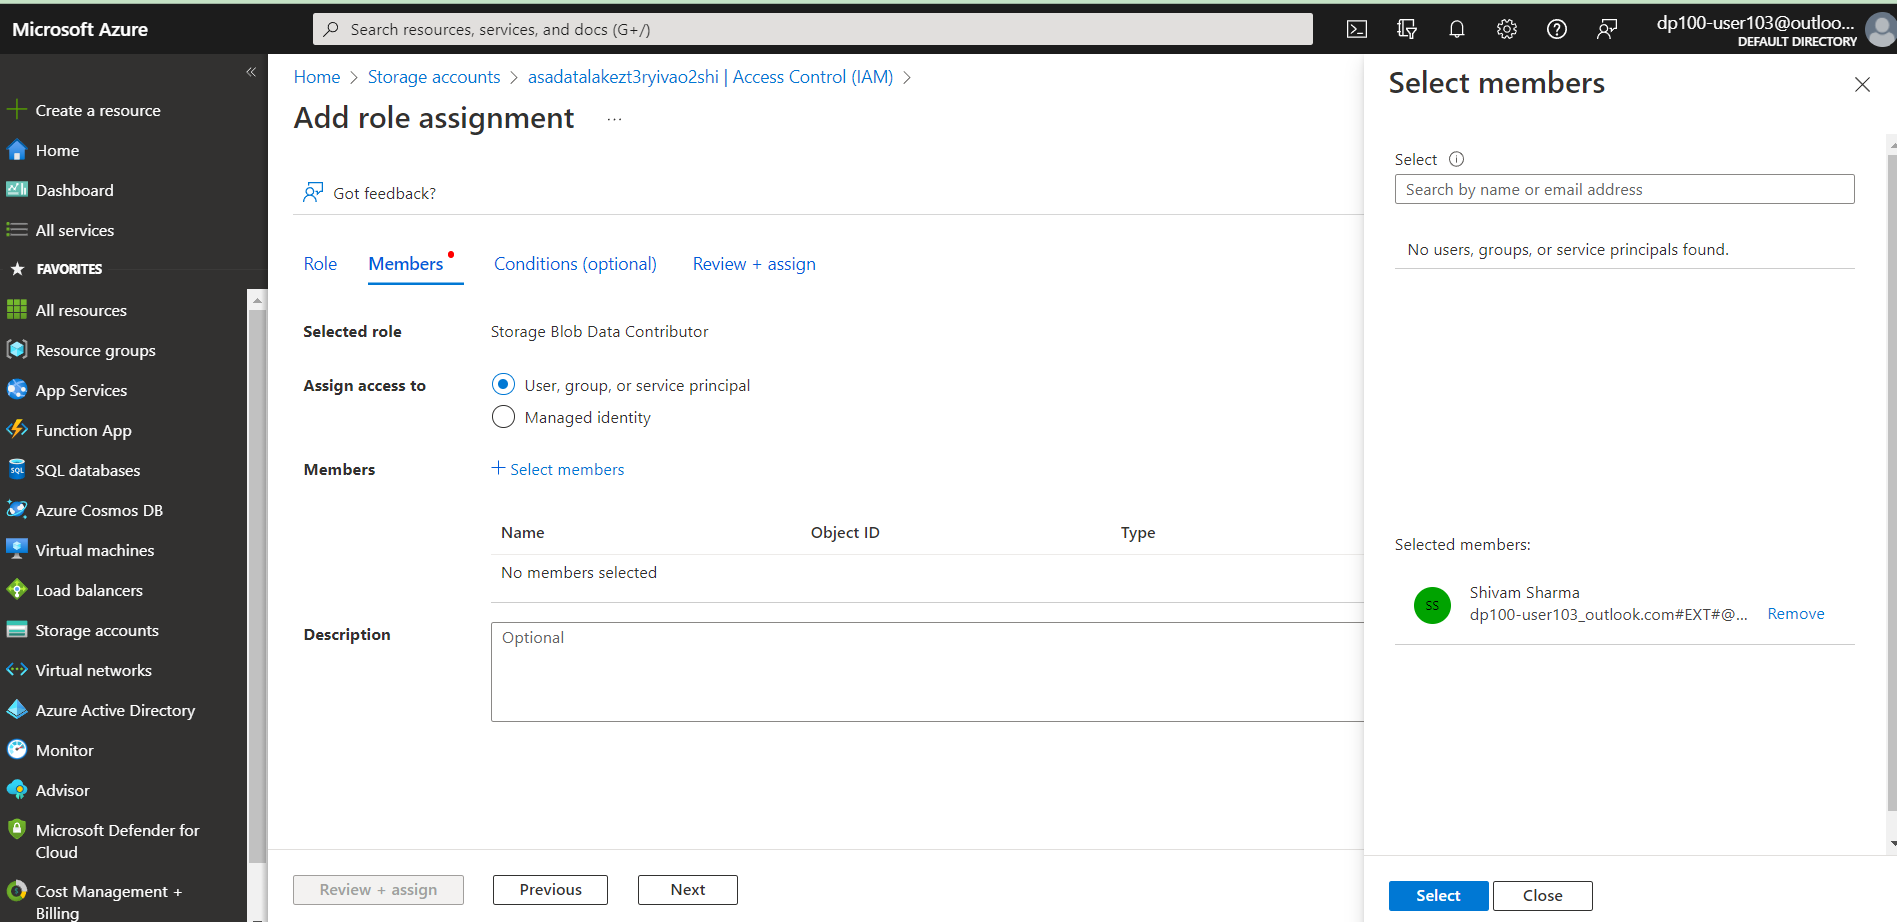 Microsoft Azure
Search resources, services, and docs (G+/)
dp100-user103@outloo...
DEFAULT DIRECTORY
Create a resource
Home
Dashboard
All services
FAVORITES
All resources
Resource groups
App Services
Function App
SQL databases
Azure Cosmos DB
Virtual machines
Load balancers
Storage accounts
Virtual networks
Azure Active Directory
Monitor
Advisor
Microsoft Defender for
Cloud
Cost Management +
Billing
Home > Storage accounts > asadatalakezt3ryivao2shi | Access Control (IAM) >
Add role assignment ...
Got feedback?
Role Members Conditions (optional) Review + assign
Selected role Storage Blob Data Contributor
Assign access to User, group, or service principal
Managed identity
Members + Select members
Name Object ID Type
No members selected
Description Optional
Review + assign Previous Next
Select members
Select
Search by name or email address
No users, groups, or service principals found.
Selected members:
SS
Shivam Sharma
dp100-user103_outlook.com#EXT#@... Remove
Select Close